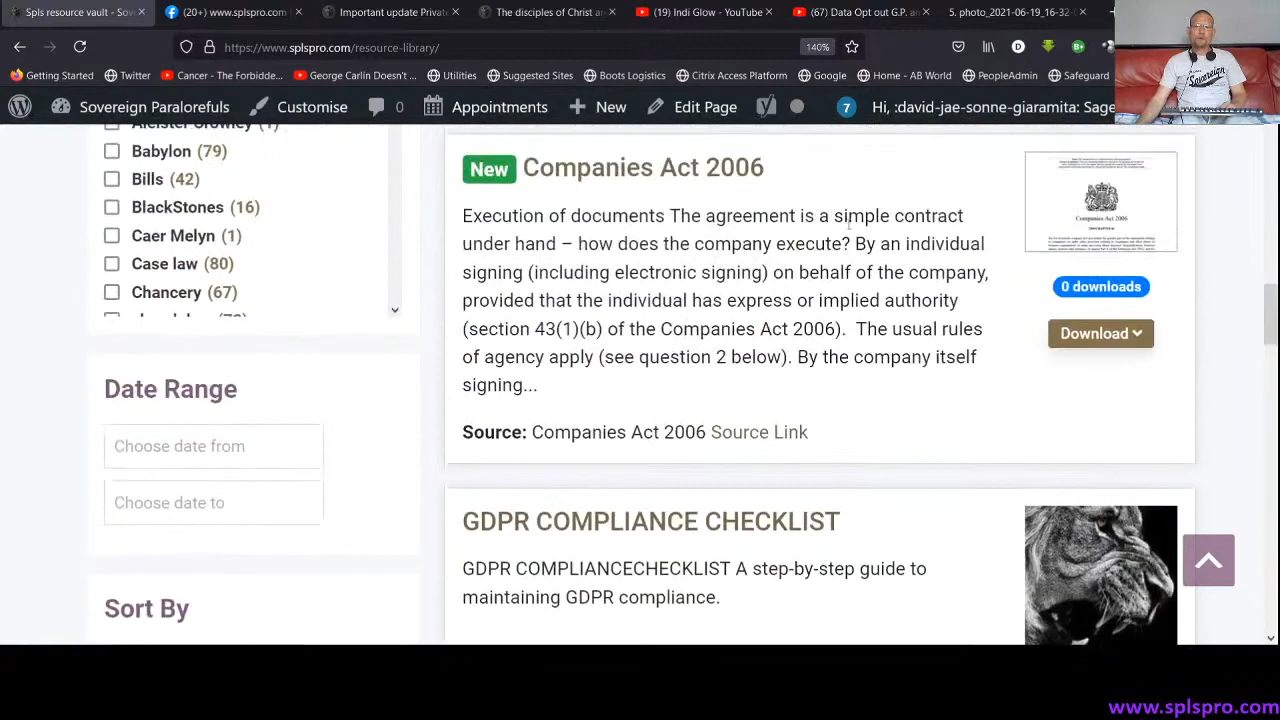 Spls resource vault - Sov
(20+) www.splspro.com
Important update Privat
The disciples of Christ ar
(19) Indi Glow - YouTube
(67) Data Opt out G.P. ar
5. photo_2021-06-19_16-32-
https://www.splspro.com/resource-library/
140%
Getting Started
Twitter
Cancer - The Forbidde...
George Carlin Doesn't...
Utilities
Trusted Sites
Boots Logistics
Citrix Access Platform
Google
Home - AB World
PeopleAdmin
Safeguard
Sovereign Paralorefuls
Customise
0
Appointments
New
Edit Page
7
Hi, :david-jae-sonne-giaramita: Sage
Aleister Crowley (1)
Babylon (79)
Bills (42)
BlackStones (16)
Caer Melyn (1)
Case law (80)
Chancery (67)
Date Range
Choose date from
Choose date to
Sort By
New Companies Act 2006
Execution of documents The agreement is a simple contract
under hand – how does the company execute? By an individual
signing (including electronic signing) on behalf of the company,
provided that the individual has express or implied authority
(section 43(1)(b) of the Companies Act 2006).  The usual rules
of agency apply (see question 2 below). By the company itself
signing...
Source: Companies Act 2006 Source Link
Companies Act 2006
0 downloads
Download
GDPR COMPLIANCE CHECKLIST
GDPR COMPLIANCECHECKLIST A step-by-step guide to
maintaining GDPR compliance.
Sovereign
www.splspro.com